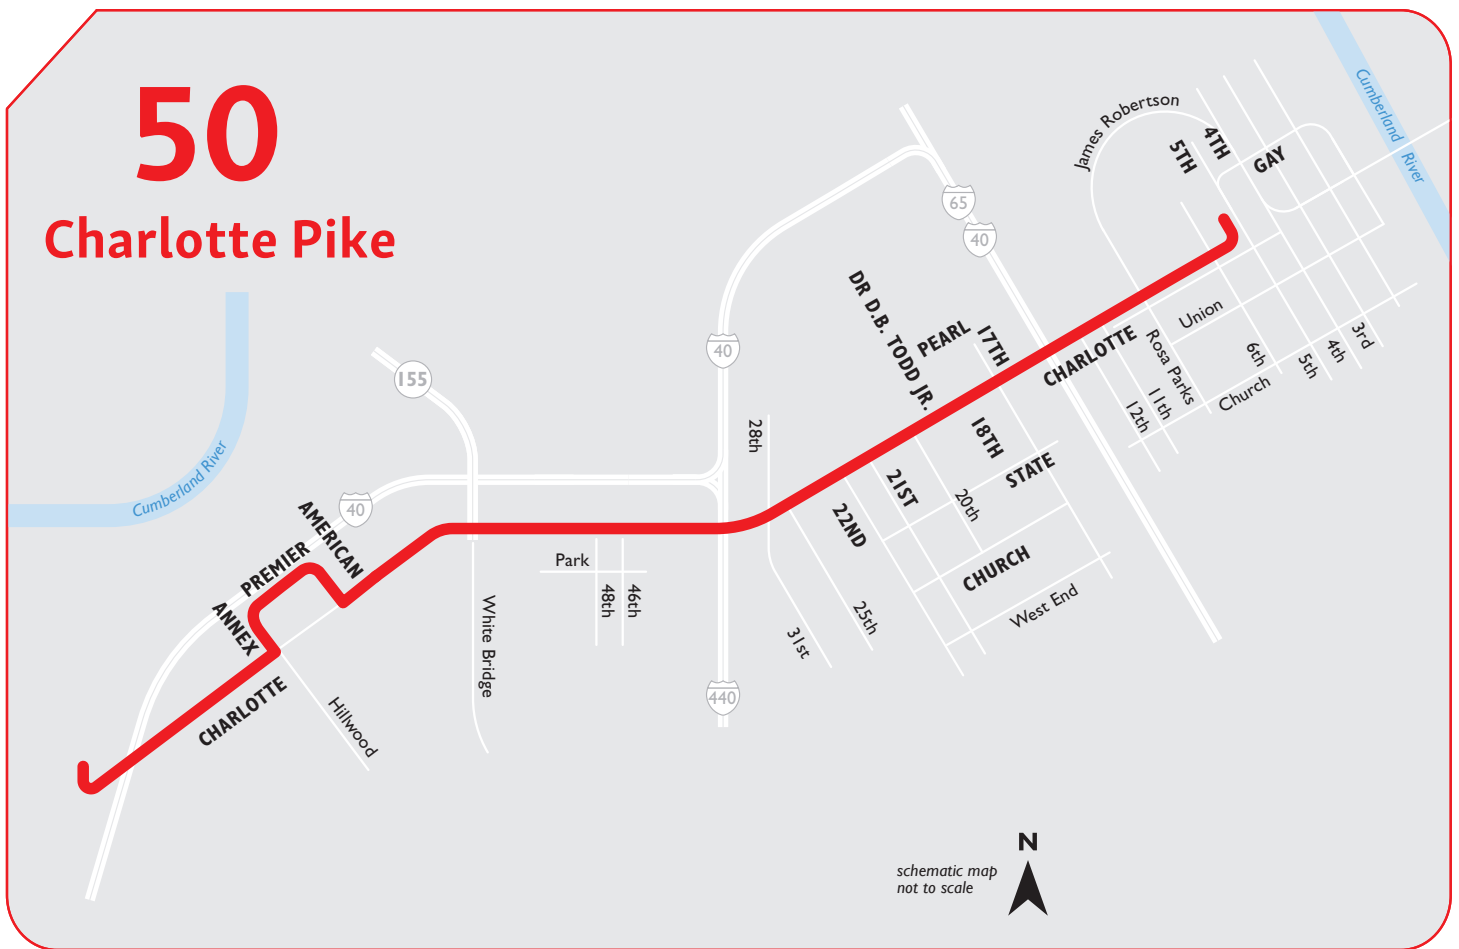 50
Charlotte Pike
Cumberland River
James Robertson
4TH
5TH
GAY
65
40
DR D.B. TODD JR.
PEARL
17TH
CHARLOTTE
Rosa Parks
Union
6th
5th
4th
3rd
Church
11th
12th
40
155
28th
18TH
STATE
21ST
20th
22ND
CHURCH
West End
25th
31st
Cumberland River
40
AMERICAN
PREMIER
ANNEX
CHARLOTTE
Hillwood
White Bridge
Park
48th
46th
440
N
schematic map
not to scale